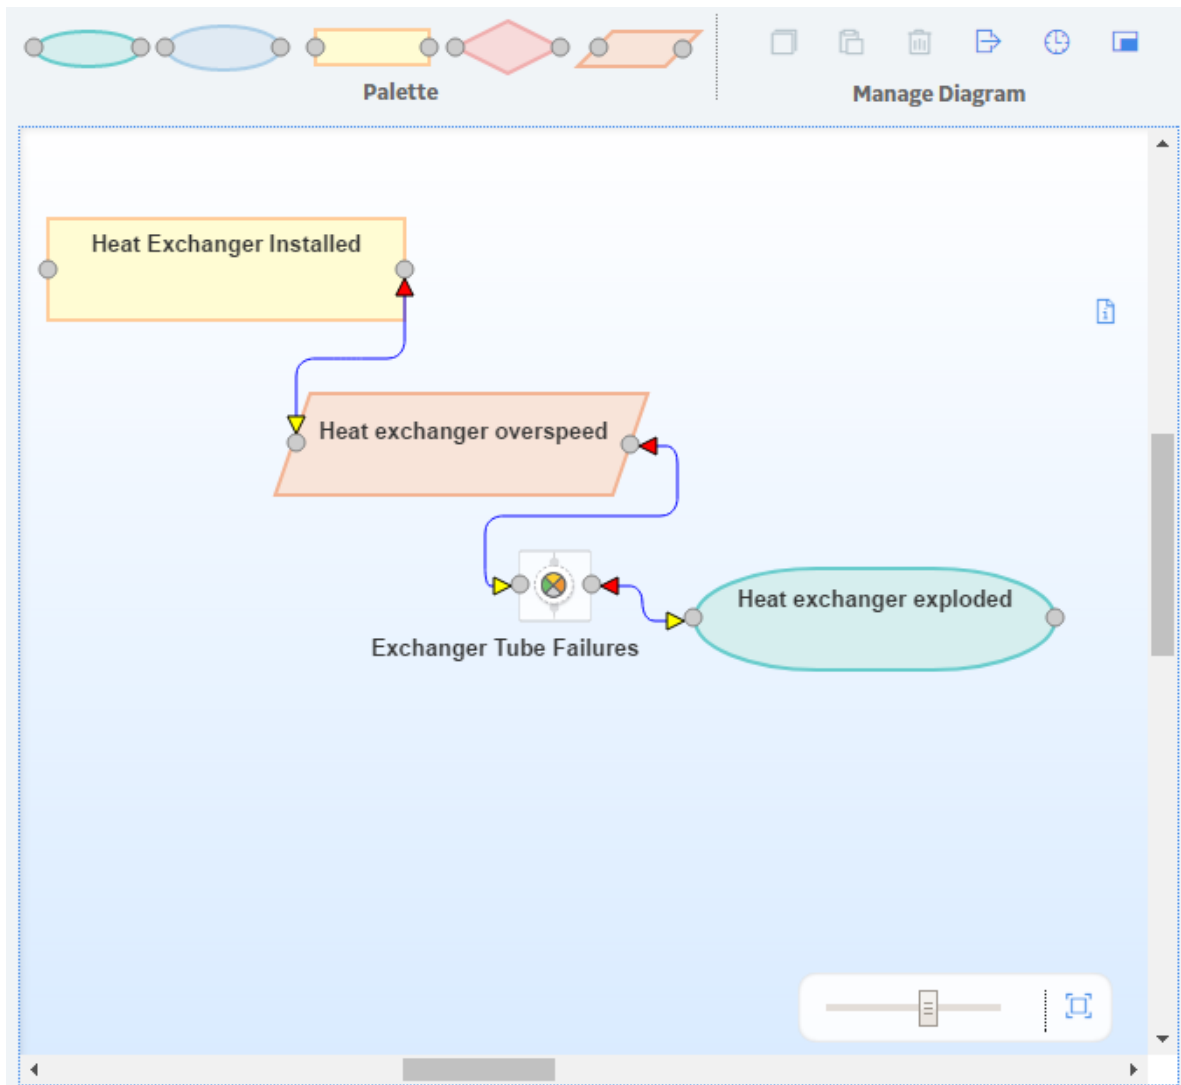 Palette
Manage Diagram
Heat Exchanger Installed
Heat exchanger overspeed
Exchanger Tube Failures
Heat exchanger exploded